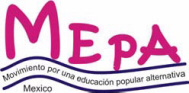 MEPA
Movimiento por una educación popular alternativa
Mexico